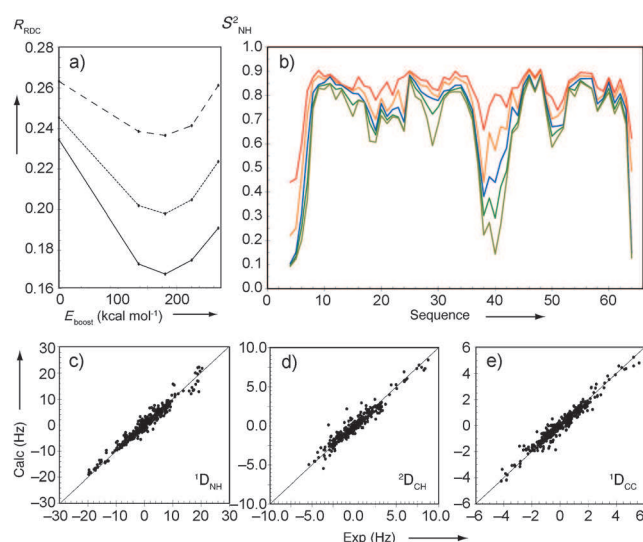 R_RDC
0.28
0.26
0.24
0.22
0.20
0.18
0.16
a)
0
100
200
E_boost (kcal mol⁻¹)
S²_NH
1.0
0.9
0.8
0.7
0.6
0.5
0.4
0.3
0.2
0.1
0.0
b)
0 10 20 30 40 50 60
Sequence
Calc (Hz)
30
20
10
0
−10
−20
−30
c)
¹D_NH
−30 −20 −10 0 10 20 30
10.0
5.0
0.0
−5.0
−10.0
d)
²D_CH
−10.0 −5.0 0.0 5.0 10.0
Exp (Hz)
6
4
2
0
−2
−4
−6
e)
¹D_CC
−6 −4 −2 0 2 4 6